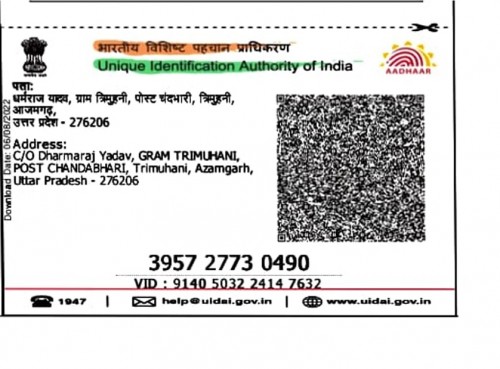 भारतीय विशिष्ट पहचान प्राधिकरण
Unique Identification Authority of India
AADHAAR
पता:
धर्मराज यादव, ग्राम त्रिमुहनी, पोस्ट चंदभारी, त्रिमुहनी,
आजमगढ़,
उत्तर प्रदेश - 276206
Address:
C/O Dharmaraj Yadav, GRAM TRIMUHANI,
POST CHANDABHARI, Trimuhani, Azamgarh,
Uttar Pradesh - 276206
Download Date: 06/08/2022
3957 2773 0490
VID : 9140 5032 2414 7632
1947 | help@uidai.gov.in | www.uidai.gov.in